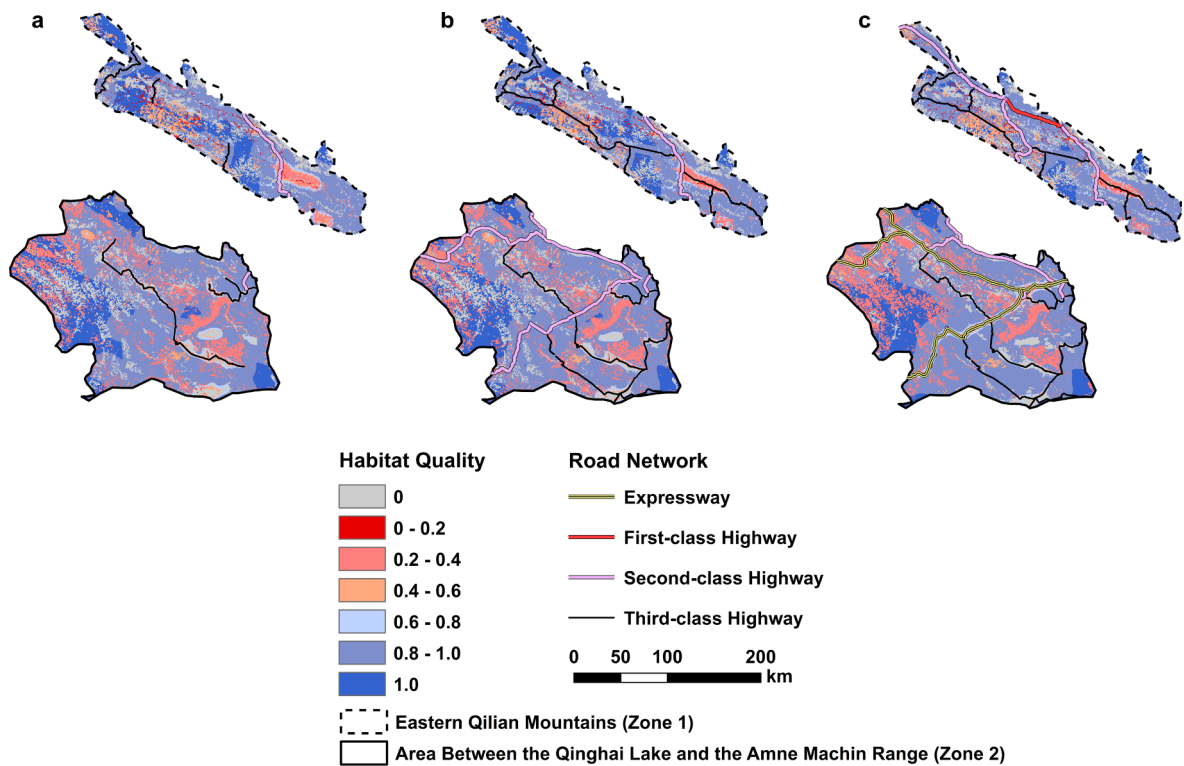 a
b
c
Habitat Quality
0
0 - 0.2
0.2 - 0.4
0.4 - 0.6
0.6 - 0.8
0.8 - 1.0
1.0
Road Network
Expressway
First-class Highway
Second-class Highway
Third-class Highway
0 50 100 200
km
Eastern Qilian Mountains (Zone 1)
Area Between the Qinghai Lake and the Amne Machin Range (Zone 2)